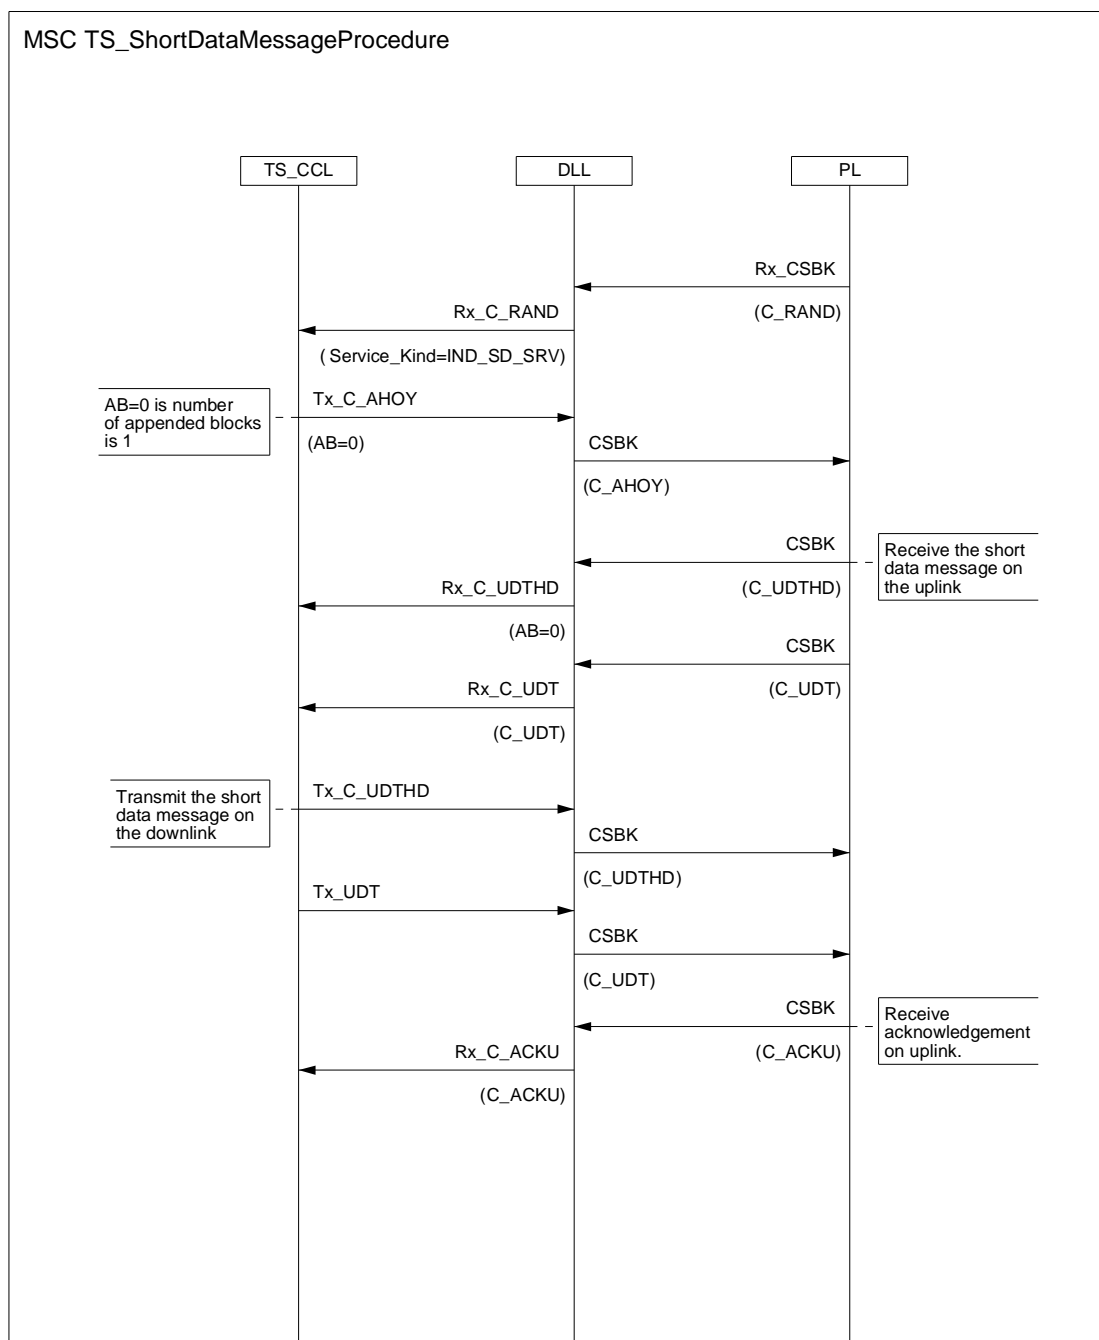 MSC TS_ShortDataMessageProcedure
TS_CCL
DLL
PL
Rx_CSBK
(C_RAND)
Rx_C_RAND
( Service_Kind=IND_SD_SRV)
AB=0 is number
of appended blocks
is 1
Tx_C_AHOY
(AB=0)
CSBK
(C_AHOY)
CSBK
(C_UDTHD)
Receive the short
data message on
the uplink
Rx_C_UDTHD
(AB=0)
CSBK
(C_UDT)
Rx_C_UDT
(C_UDT)
Transmit the short
data message on
the downlink
Tx_C_UDTHD
CSBK
(C_UDTHD)
Tx_UDT
CSBK
(C_UDT)
CSBK
(C_ACKU)
Receive
acknowledgement
on uplink.
Rx_C_ACKU
(C_ACKU)